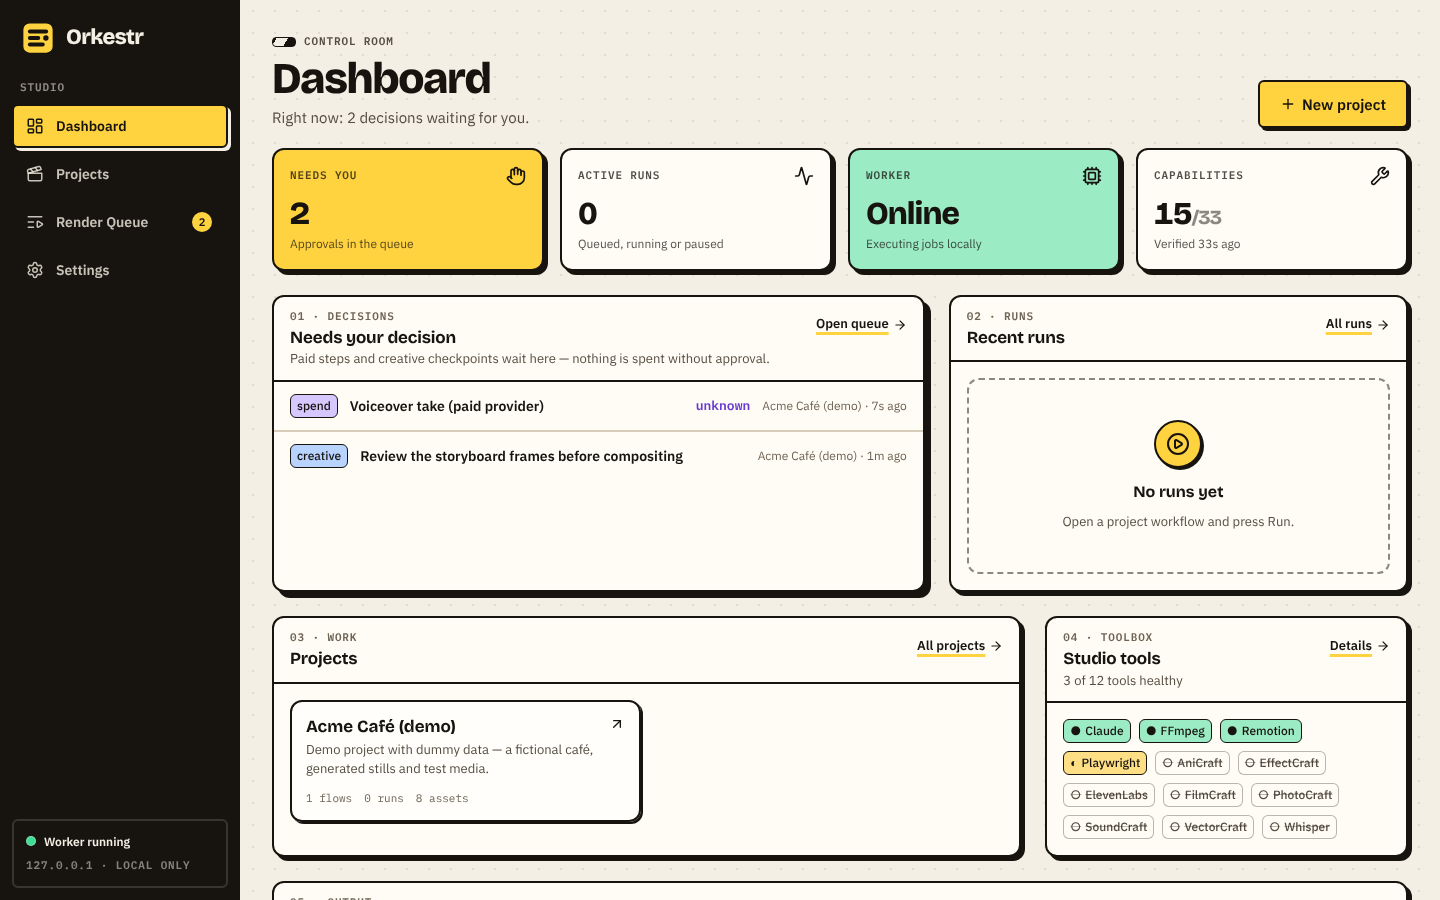 Orkestr
STUDIO
Dashboard
Projects
Render Queue 2
Settings
Worker running
127.0.0.1 · LOCAL ONLY
CONTROL ROOM
Dashboard
Right now: 2 decisions waiting for you.
+ New project
NEEDS YOU
2
Approvals in the queue
ACTIVE RUNS
0
Queued, running or paused
WORKER
Online
Executing jobs locally
CAPABILITIES
15/33
Verified 33s ago
01 · DECISIONS
Needs your decision
Open queue →
Paid steps and creative checkpoints wait here — nothing is spent without approval.
spend Voiceover take (paid provider) unknown Acme Café (demo) · 7s ago
creative Review the storyboard frames before compositing Acme Café (demo) · 1m ago
02 · RUNS
Recent runs
All runs →
No runs yet
Open a project workflow and press Run.
03 · WORK
Projects
All projects →
Acme Café (demo)
Demo project with dummy data — a fictional café,
generated stills and test media.
1 flows 0 runs 8 assets
04 · TOOLBOX
Studio tools
Details →
3 of 12 tools healthy
Claude FFmpeg Remotion
Playwright AniCraft EffectCraft
ElevenLabs FilmCraft PhotoCraft
SoundCraft VectorCraft Whisper